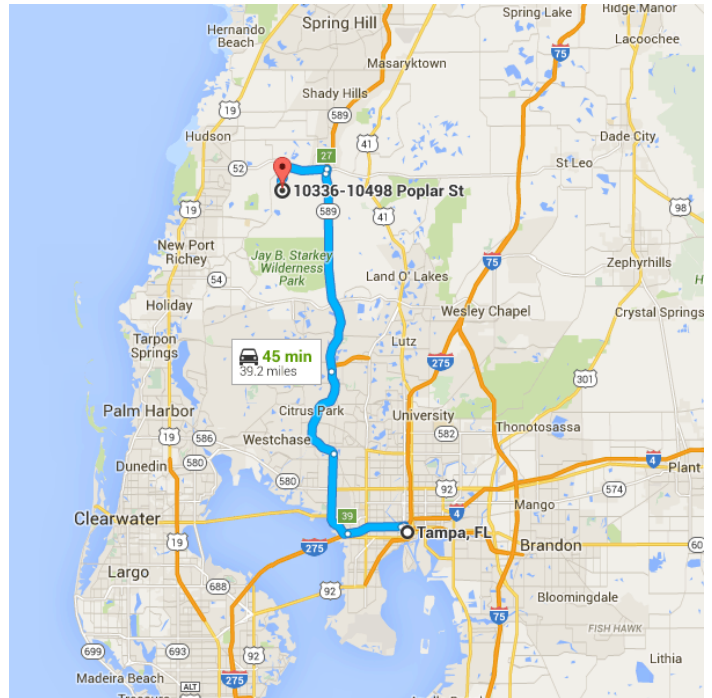 Spring Hill
Spring Lake
Ridge Manor
Hernando
Beach
Lacoochee
75
Masaryktown
19
301
Shady Hills
589
Hudson
41
Dade City
27
52
52
St Leo
10336-10498 Poplar St
98
19
589
41
New Port
Richey
Jay B. Starkey
Wilderness
Park
75
Zephyrhills
54
Land O' Lakes
Holiday
Wesley Chapel
Crystal Springs
Tarpon
Springs
Lutz
45 min
39.2 miles
275
301
Palm Harbor
Citrus Park
University
19
586
Westchase
582
Thonotosassa
4
Dunedin
580
580
92
Plant
574
39
Mango
Clearwater
4
Tampa, FL
19
275
Brandon
60
Largo
688
92
Bloomingdale
75
FISH HAWK
699
693
92
Lithia
275
Madeira Beach
ALT